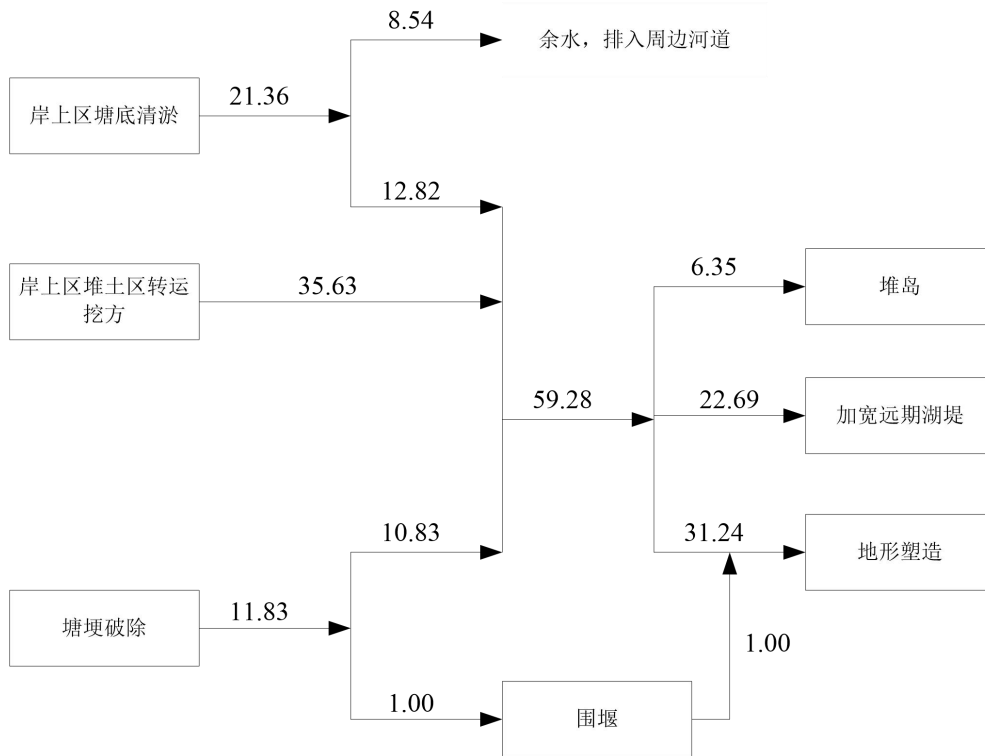 8.54
余水，排入周边河道
岸上区塘底清淤
21.36
12.82
岸上区堆土区转运
挖方
35.63
6.35
堆岛
59.28
22.69
加宽远期湖堤
10.83
31.24
地形塑造
塘埂破除
11.83
1.00
1.00
围堰